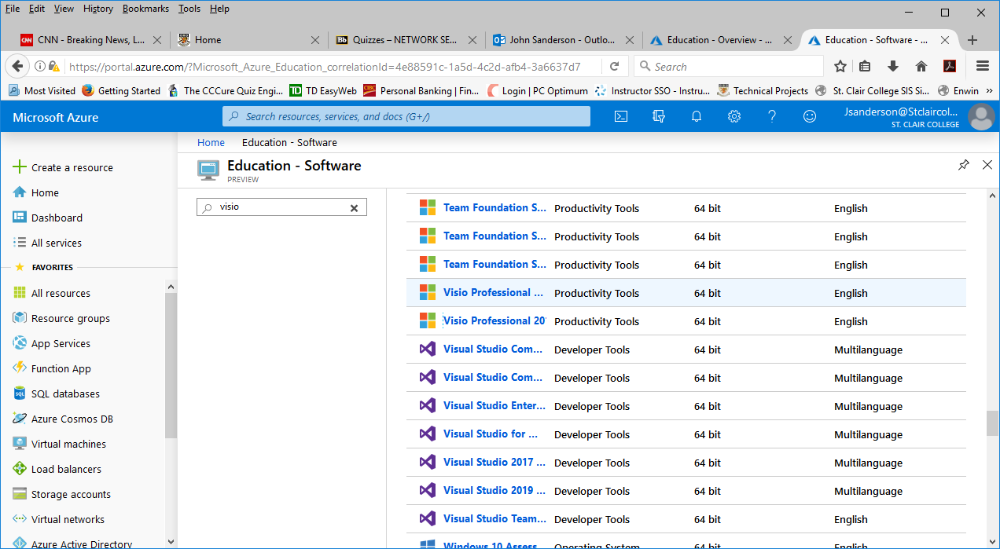 File Edit View History Bookmarks Tools Help
CNN - Breaking News, L...
Home
Quizzes – NETWORK SE...
John Sanderson - Outlo...
Education - Overview - ...
Education - Software - ...
https://portal.azure.com/?Microsoft_Azure_Education_correlationId=4e88591c-1a5d-4c2d-afb4-3a6637d7
Search
Most Visited Getting Started The CCCure Quiz Engi... TD EasyWeb Personal Banking | Fin... Login | PC Optimum Instructor SSO - Instru... Technical Projects St. Clair College SIS Si... Enwin
Microsoft Azure
Search resources, services, and docs (G+/)
Jsanderson@Stclaircol...
ST. CLAIR COLLEGE
Home Education - Software
Education - Software
PREVIEW
visio
Create a resource
Home
Dashboard
All services
FAVORITES
All resources
Resource groups
App Services
Function App
SQL databases
Azure Cosmos DB
Virtual machines
Load balancers
Storage accounts
Virtual networks
Azure Active Directory
Team Foundation S... Productivity Tools 64 bit English
Team Foundation S... Productivity Tools 64 bit English
Team Foundation S... Productivity Tools 64 bit English
Visio Professional ... Productivity Tools 64 bit English
Visio Professional 20 Productivity Tools 64 bit English
Visual Studio Com... Developer Tools 64 bit Multilanguage
Visual Studio Com... Developer Tools 64 bit Multilanguage
Visual Studio Enter... Developer Tools 64 bit Multilanguage
Visual Studio for ... Developer Tools 64 bit Multilanguage
Visual Studio 2017 ... Developer Tools 64 bit Multilanguage
Visual Studio 2019 ... Developer Tools 64 bit Multilanguage
Visual Studio Team... Developer Tools 64 bit English
Windows 10 Assess Operating System 64 bit English